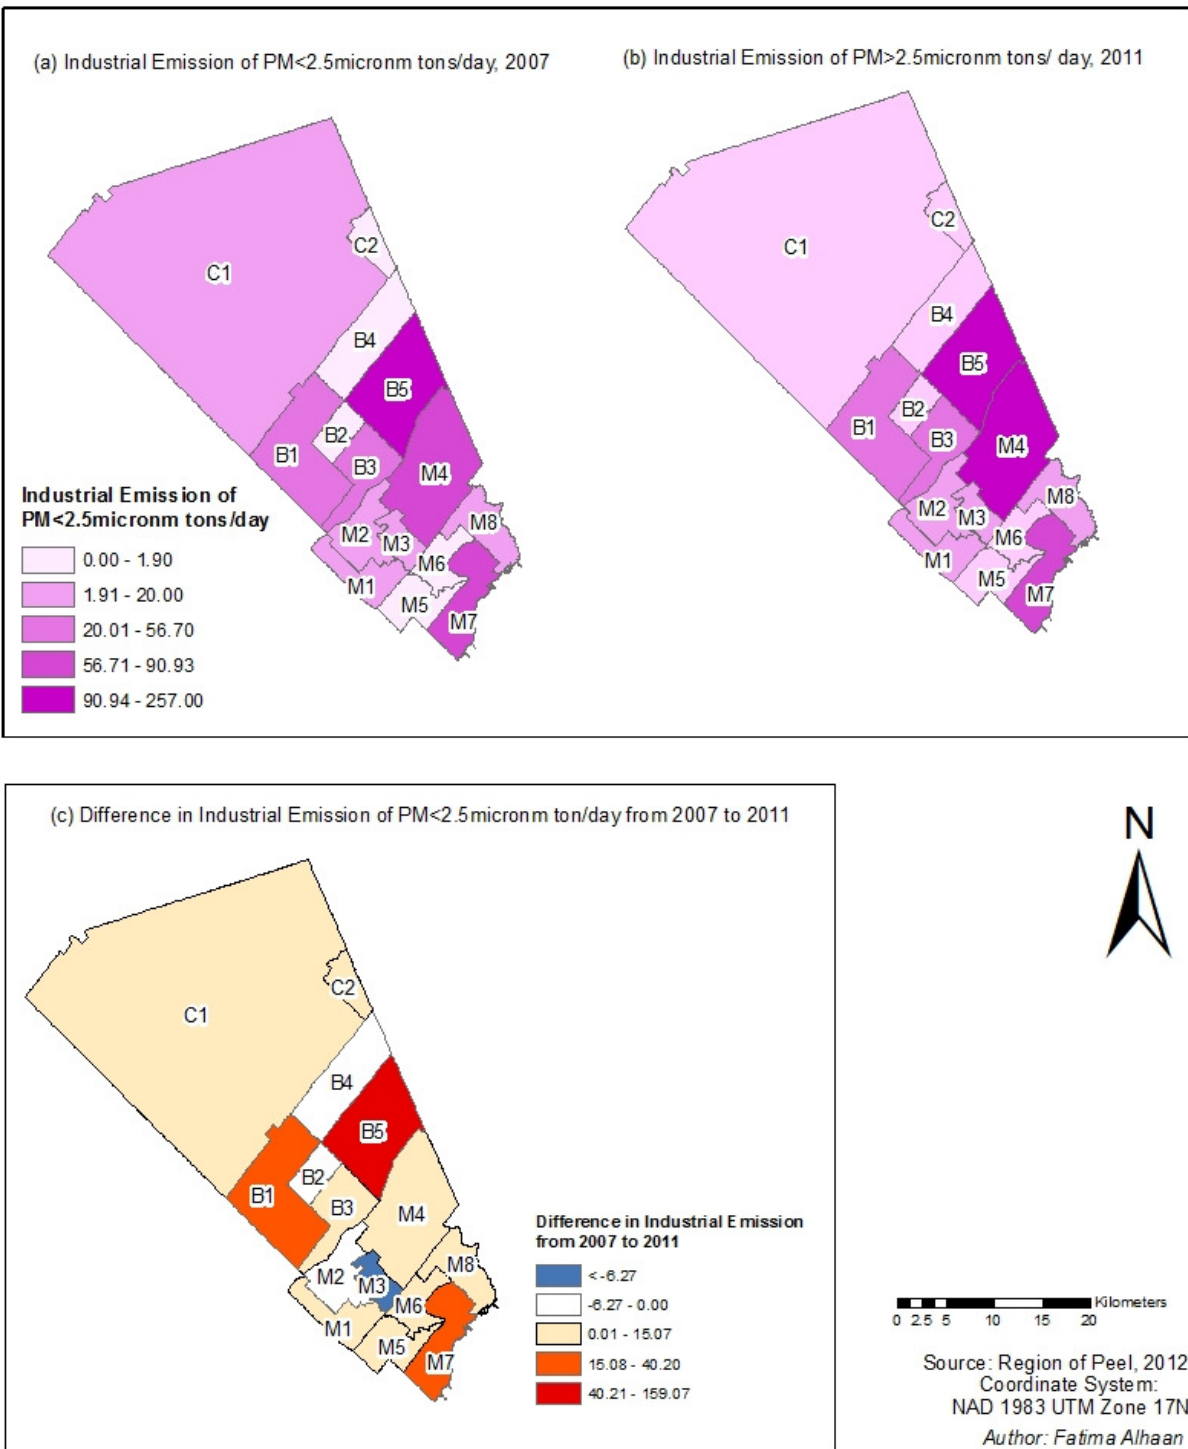 (a) Industrial Emission of PM<2.5micronm tons/day, 2007
(b) Industrial Emission of PM>2.5micronm tons/ day, 2011
C1
C2
B4
B5
B2
B1
B3
M4
M8
M2
M3
M6
M1
M5
M7
C1
C2
B4
B5
B2
B1
B3
M4
M8
M2
M3
M6
M1
M5
M7
Industrial Emission of
PM<2.5micronm tons/day
0.00 - 1.90
1.91 - 20.00
20.01 - 56.70
56.71 - 90.93
90.94 - 257.00
(c) Difference in Industrial Emission of PM<2.5micronm ton/day from 2007 to 2011
C1
C2
B4
B5
B2
B1
B3
M4
M8
M2
M3
M6
M1
M5
M7
Difference in Industrial Emission
from 2007 to 2011
< -6.27
-6.27 - 0.00
0.01 - 15.07
15.08 - 40.20
40.21 - 159.07
N
Kilometers
0 2.5 5 10 15 20
Source: Region of Peel, 2012
Coordinate System:
NAD 1983 UTM Zone 17N
Author: Fatima Alhaan